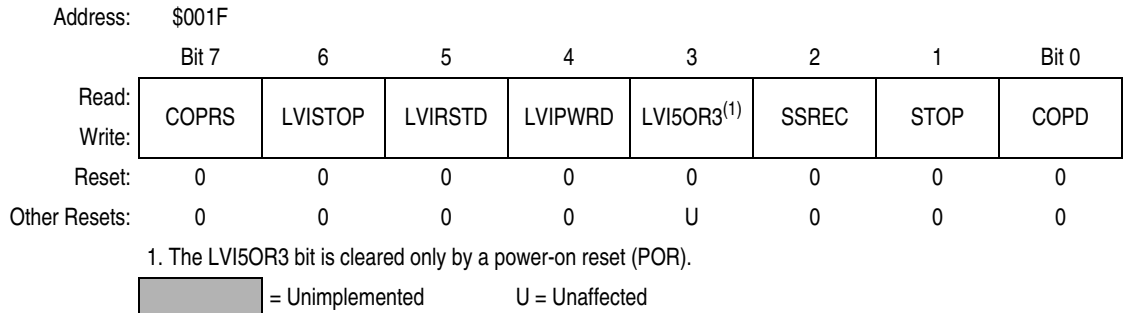 Address: $001F
Bit 7 6 5 4 3 2 1 Bit 0
Read:
COPRS LVISTOP LVIRSTD LVIPWRD LVI5OR3(1) SSREC STOP COPD
Write:
Reset: 0 0 0 0 0 0 0 0
Other Resets: 0 0 0 0 U 0 0 0
1. The LVI5OR3 bit is cleared only by a power-on reset (POR).
= Unimplemented U = Unaffected